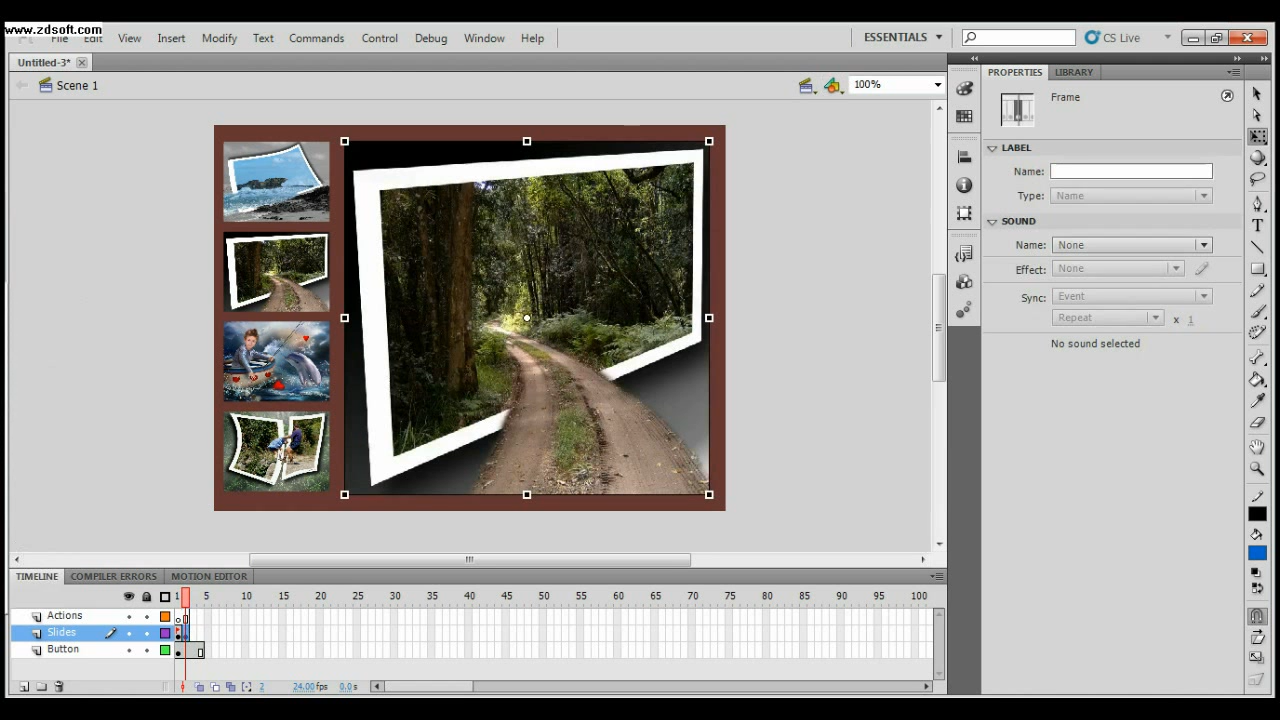 www.zdsoft.com
File Edit View Insert Modify Text Commands Control Debug Window Help
ESSENTIALS
CS Live
Untitled-3*
Scene 1
100%
PROPERTIES LIBRARY
Frame
LABEL
Name:
Type: Name
SOUND
Name: None
Effect: None
Sync: Event
Repeat x 1
No sound selected
TIMELINE COMPILER ERRORS MOTION EDITOR
1 5 10 15 20 25 30 35 40 45 50 55 60 65 70 75 80 85 90 95 100
Actions
Slides
Button
2 24.00 fps 0.0 s